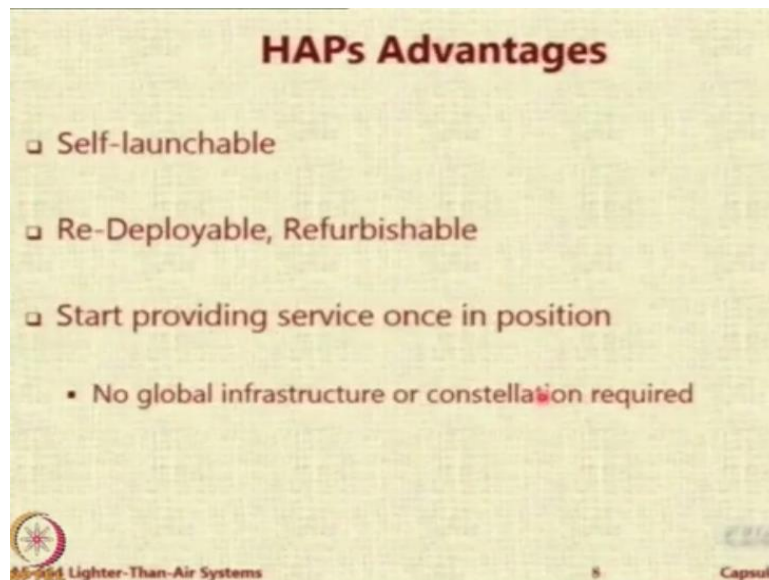 HAPs Advantages
Self-launchable
Re-Deployable, Refurbishable
Start providing service once in position
No global infrastructure or constellation required
Lighter-Than-Air Systems
Capsul